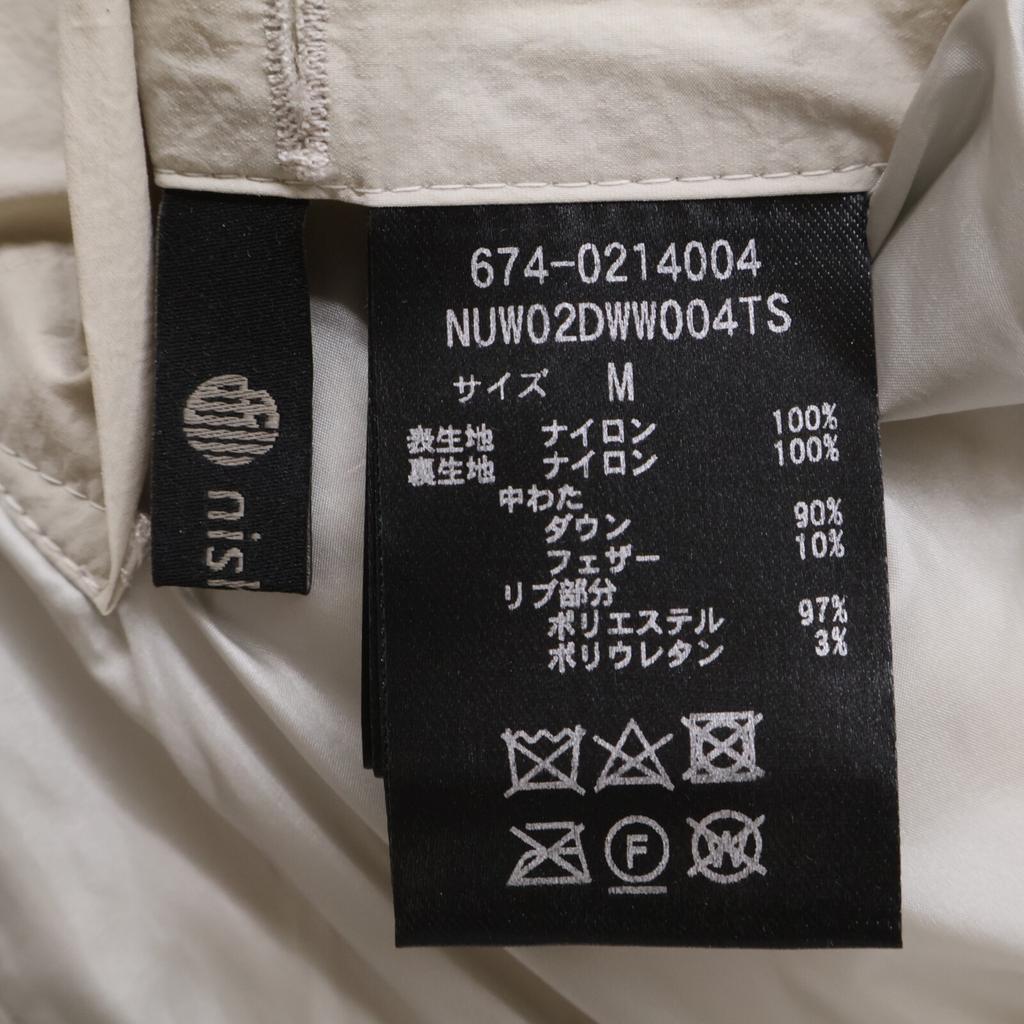 674-0214004
NUW02DWW004TS
サイズ M
表生地 ナイロン 100%
裏生地 ナイロン 100%
中わた
ダウン 90%
フェザー 10%
リブ部分
ポリエステル 97%
ポリウレタン 3%
F
W